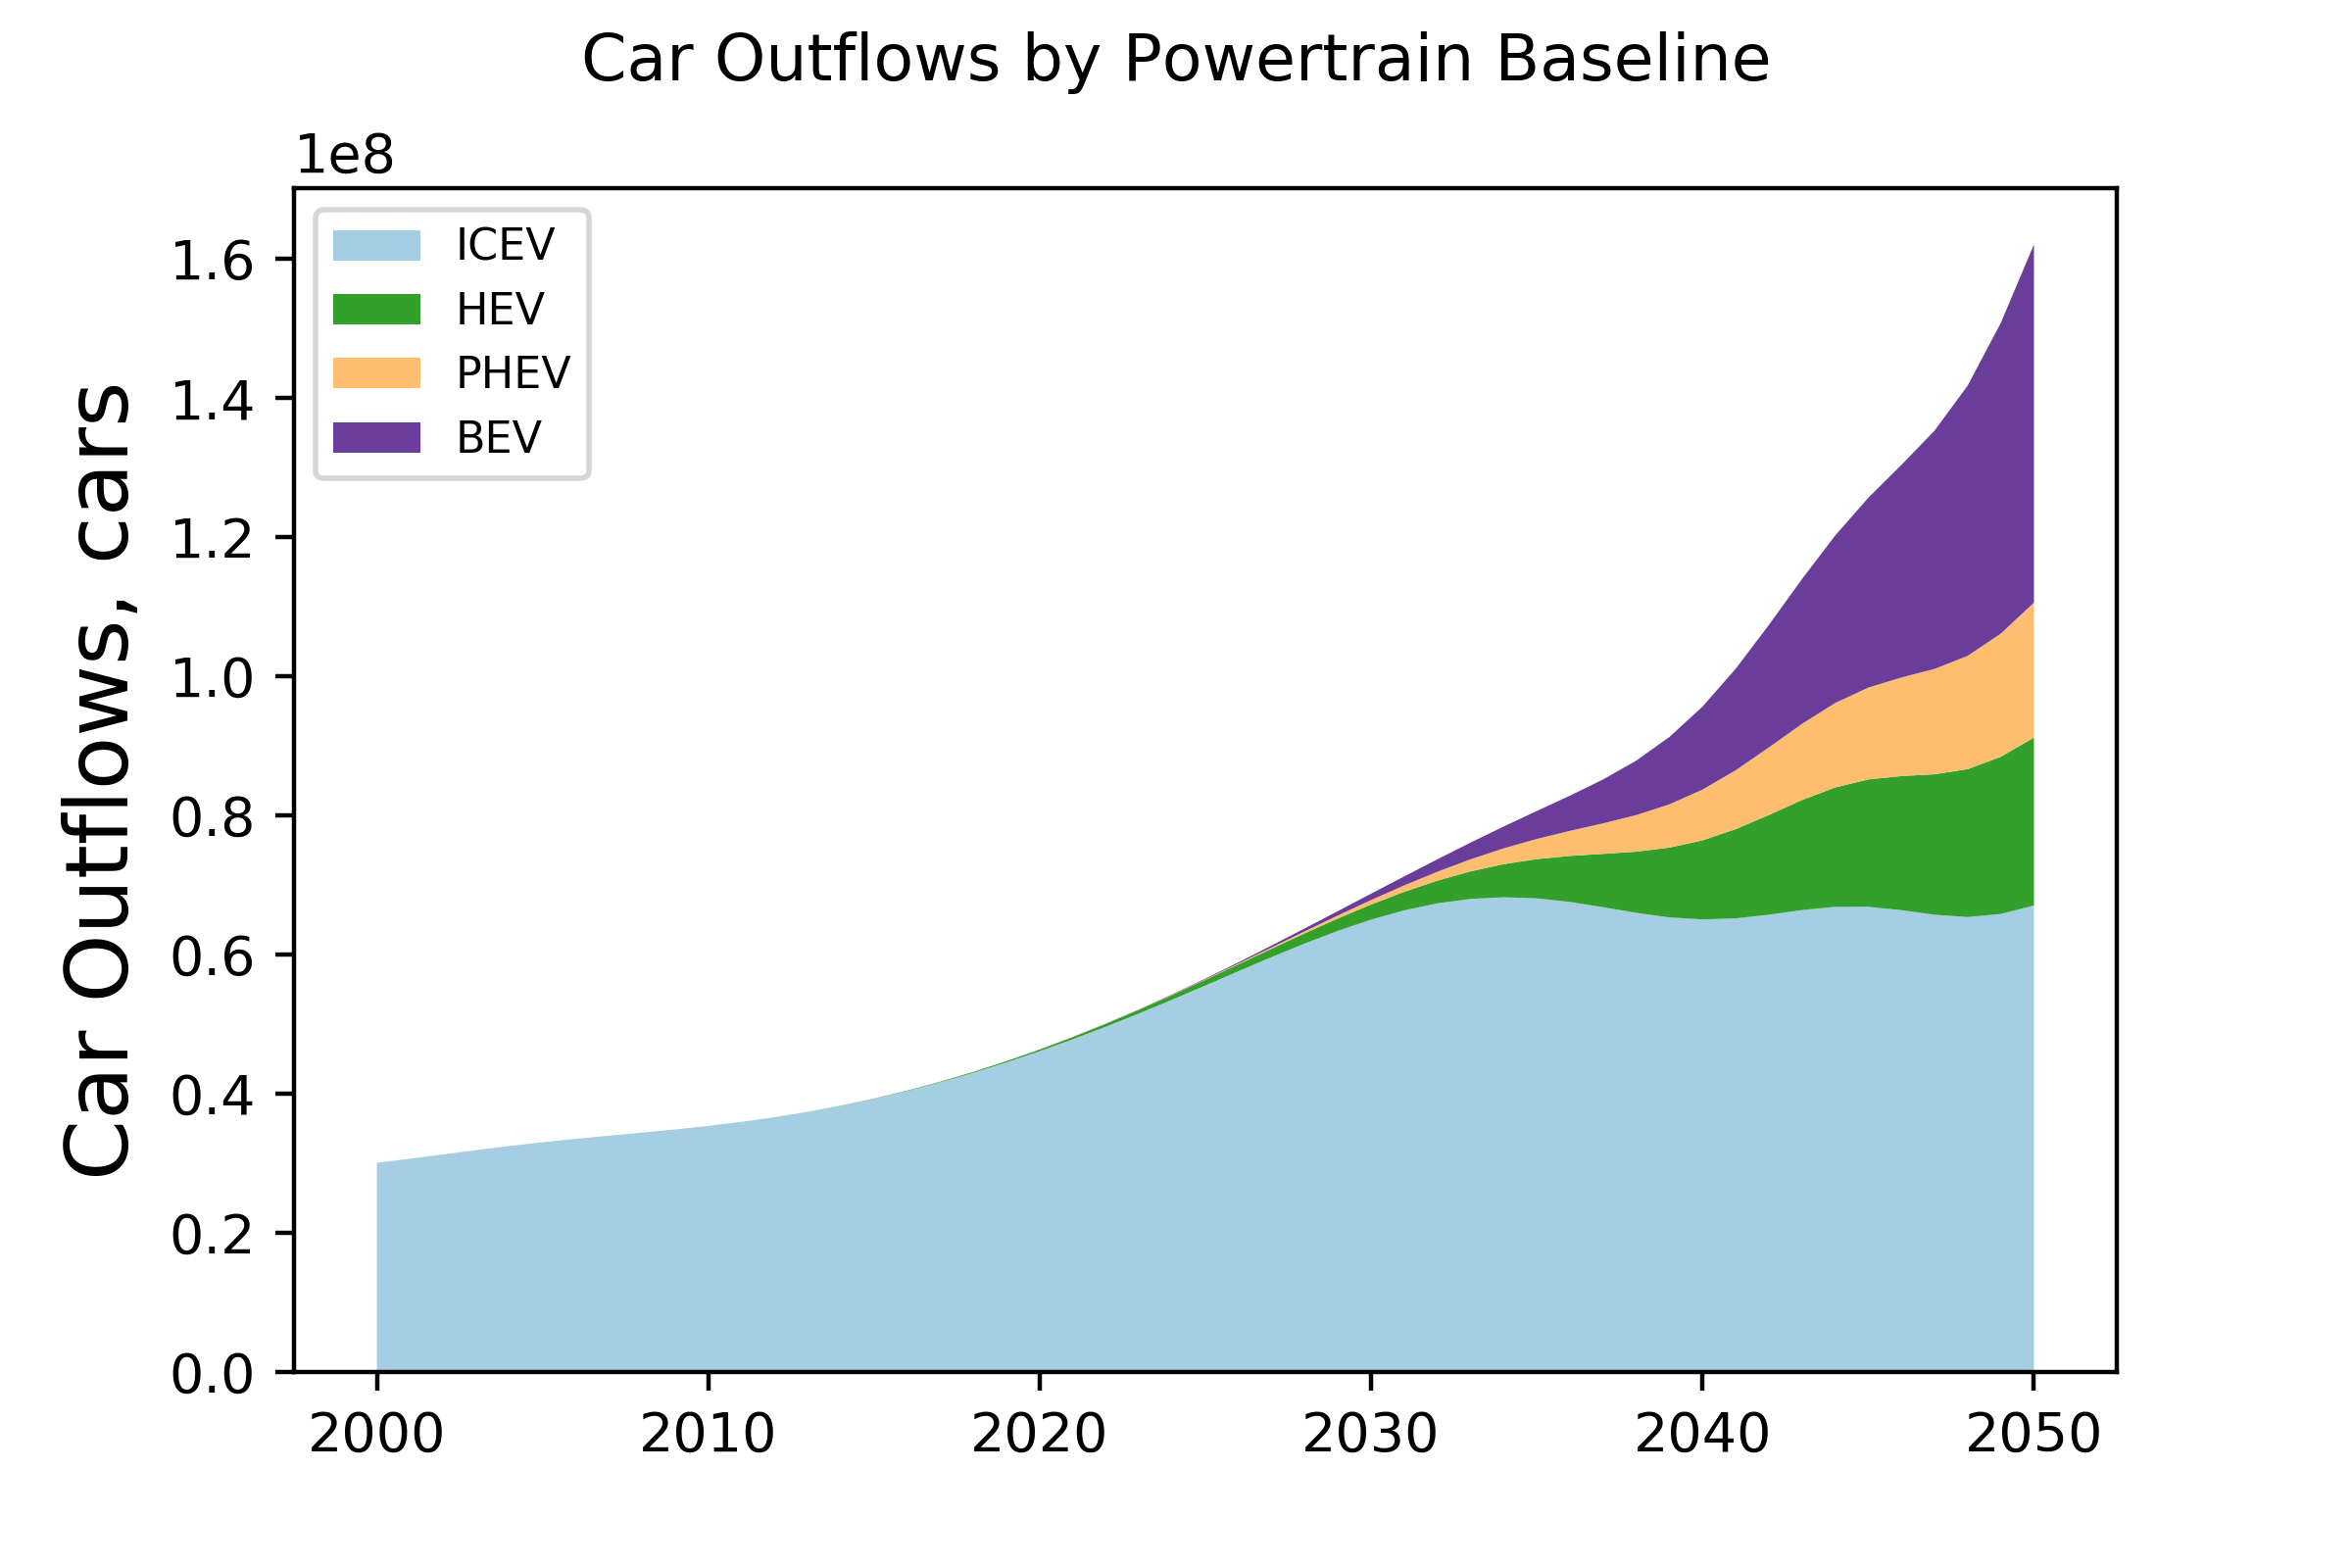 Car Outflows by Powertrain Baseline
1e8
ICEV
HEV
PHEV
BEV
Car Outflows, cars
1.6
1.4
1.2
1.0
0.8
0.6
0.4
0.2
0.0
2000 2010 2020 2030 2040 2050